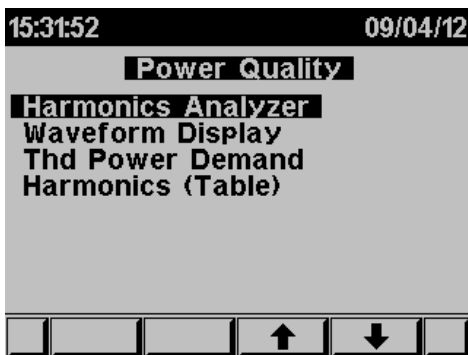 15:31:52 09/04/12
Power Quality
Harmonics Analyzer
Waveform Display
Thd Power Demand
Harmonics (Table)